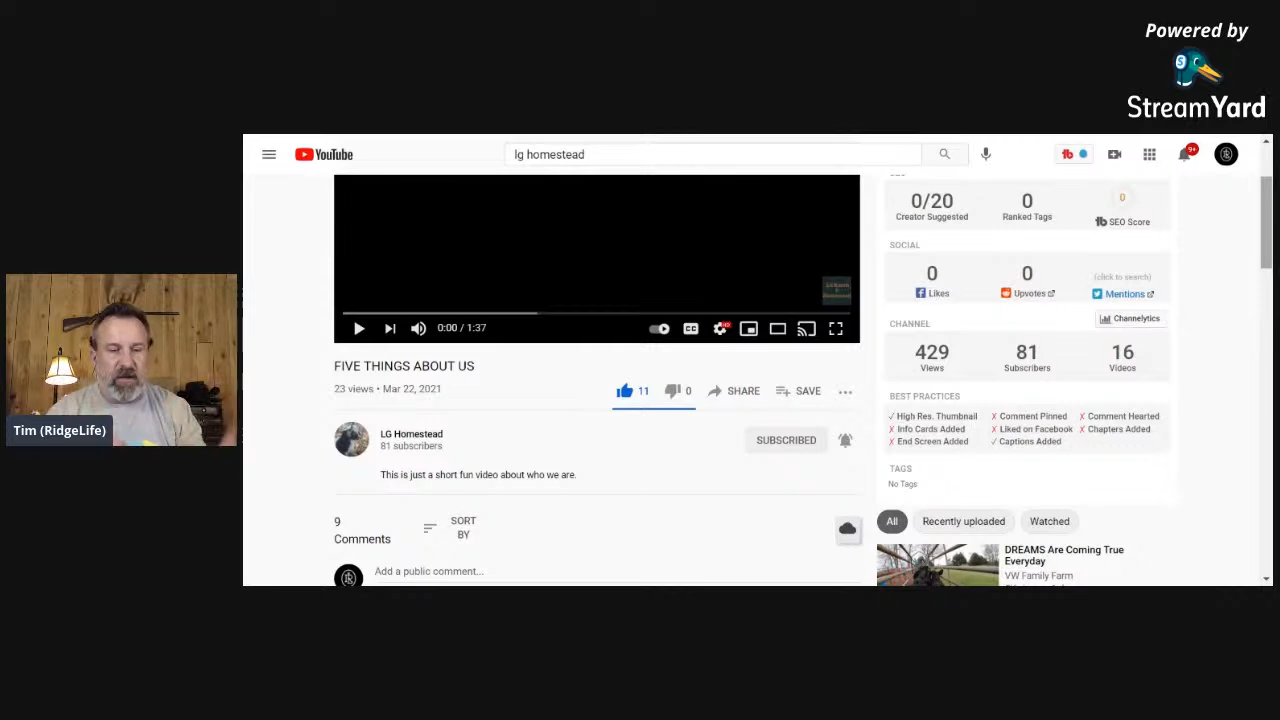 Powered by
StreamYard
YouTube
lg homestead
9+
0/20
Creator Suggested
0
Ranked Tags
0
SEO Score
SOCIAL
0
Likes
0
Upvotes
(click to search)
Mentions
CHANNEL
Channelytics
429
Views
81
Subscribers
16
Videos
BEST PRACTICES
✓ High Res. Thumbnail
✗ Comment Pinned
✗ Comment Hearted
✗ Info Cards Added
✗ Liked on Facebook
✗ Chapters Added
✗ End Screen Added
✓ Captions Added
TAGS
No Tags
All
Recently uploaded
Watched
DREAMS Are Coming True
Everyday
VW Family Farm
0:00 / 1:37
CC
FIVE THINGS ABOUT US
23 views • Mar 22, 2021
11
0
SHARE
SAVE
LG Homestead
81 subscribers
SUBSCRIBED
This is just a short fun video about who we are.
9
Comments
SORT
BY
Add a public comment...
Tim (RidgeLife)